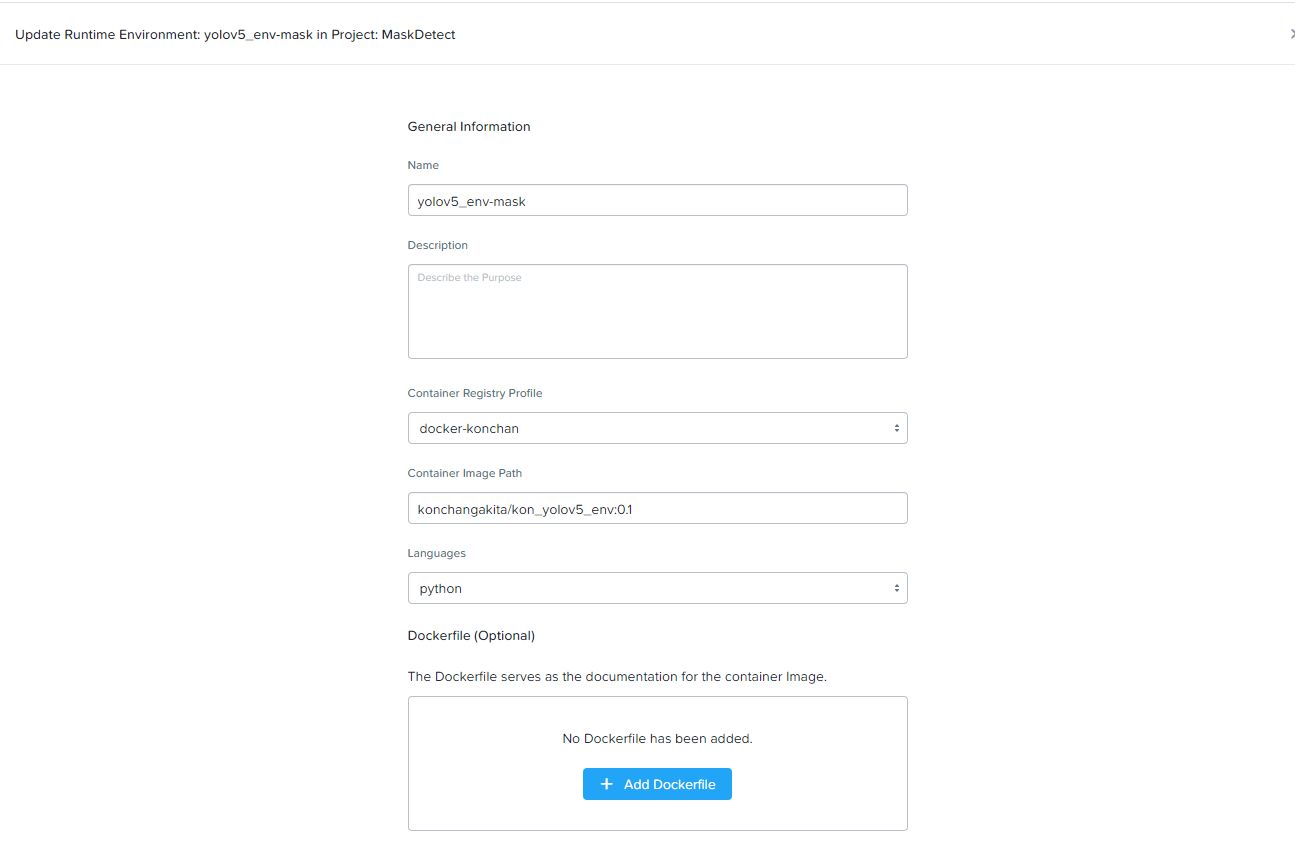 Update Runtime Environment: yolov5_env-mask in Project: MaskDetect
General Information
Name
yolov5_env-mask
Description
Describe the Purpose
Container Registry Profile
docker-konchan
Container Image Path
konchangakita/kon_yolov5_env:0.1
Languages
python
Dockerfile (Optional)
The Dockerfile serves as the documentation for the container Image.
No Dockerfile has been added.
+ Add Dockerfile